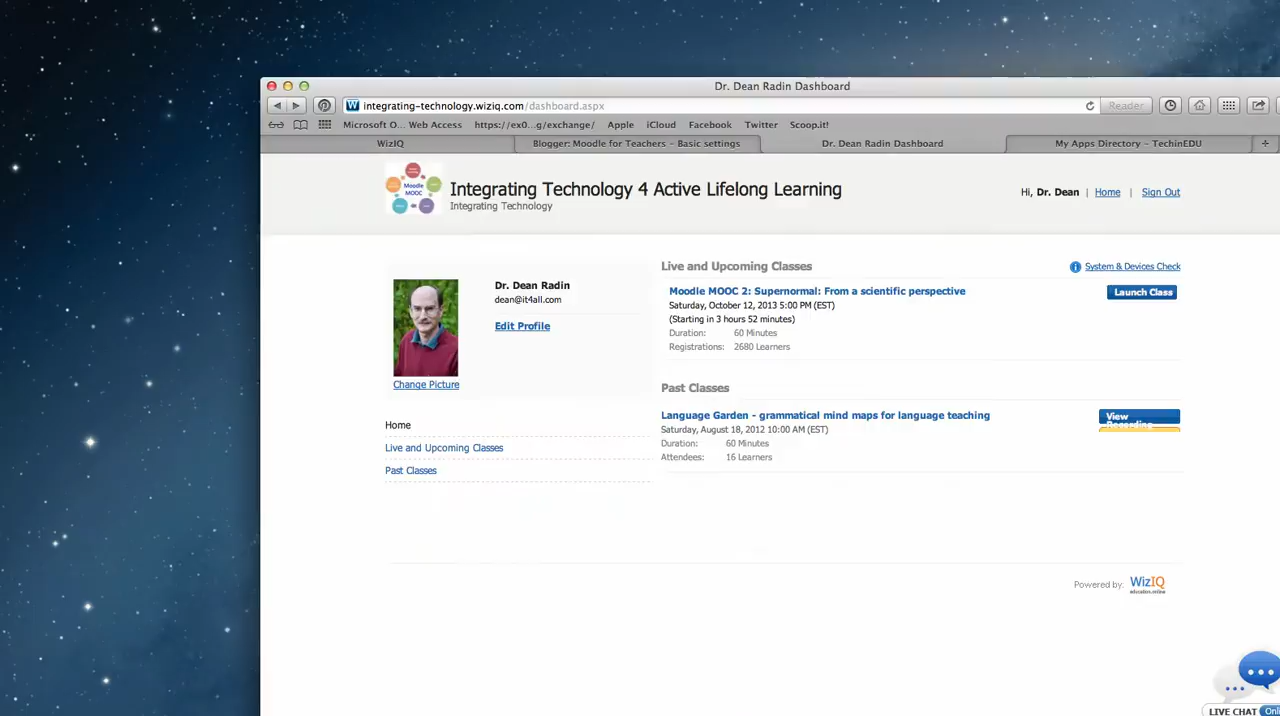 Dr. Dean Radin Dashboard
integrating-technology.wiziq.com/dashboard.aspx
Reader
Microsoft O... Web Access
https://ex0...g/exchange/
Apple
iCloud
Facebook
Twitter
Scoop.it!
WizIQ
Blogger: Moodle for Teachers - Basic settings
Dr. Dean Radin Dashboard
My Apps Directory - TechinEDU
Moodle
MOOC
Integrating Technology 4 Active Lifelong Learning
Integrating Technology
Hi, Dr. Dean | Home | Sign Out
Dr. Dean Radin
dean@it4all.com
Edit Profile
Change Picture
Home
Live and Upcoming Classes
Past Classes
Live and Upcoming Classes
System & Devices Check
Moodle MOOC 2: Supernormal: From a scientific perspective
Launch Class
Saturday, October 12, 2013 5:00 PM (EST)
(Starting in 3 hours 52 minutes)
Duration: 60 Minutes
Registrations: 2680 Learners
Past Classes
Language Garden - grammatical mind maps for language teaching
View
Recording
Saturday, August 18, 2012 10:00 AM (EST)
Duration: 60 Minutes
Attendees: 16 Learners
Powered by: WizIQ
education.online
LIVE CHAT Onl